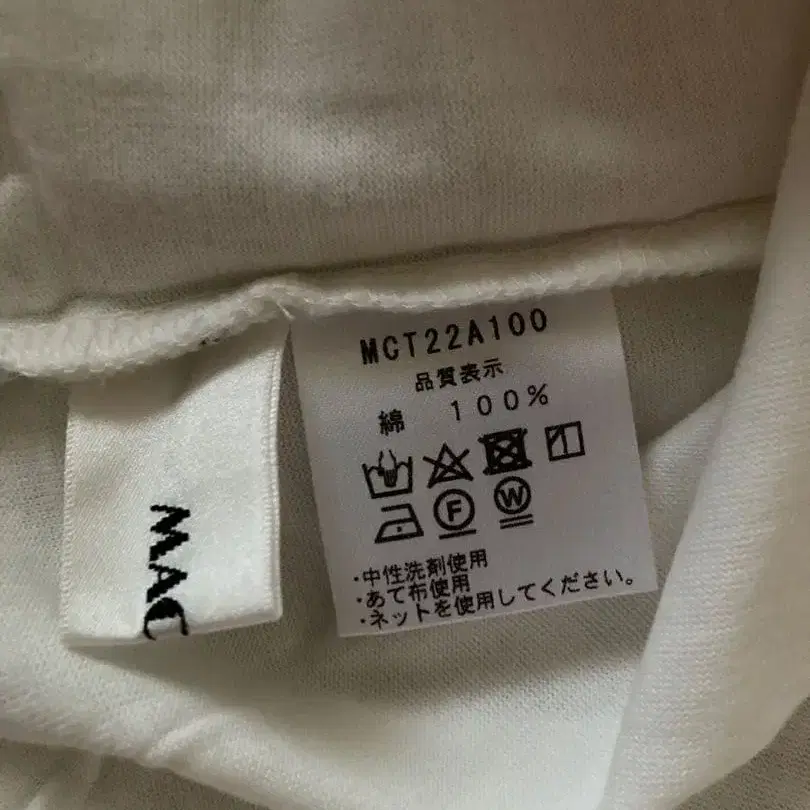 MCT22A100
品質表示
綿 100%
F W
・中性洗剤使用
・あて布使用
・ネットを使用してください。
MAC